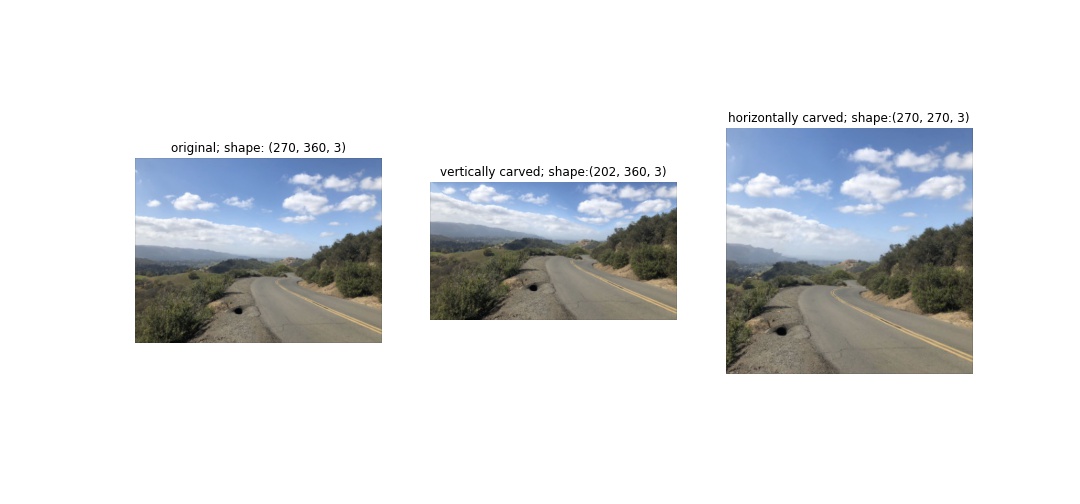 original; shape: (270, 360, 3)
vertically carved; shape:(202, 360, 3)
horizontally carved; shape:(270, 270, 3)